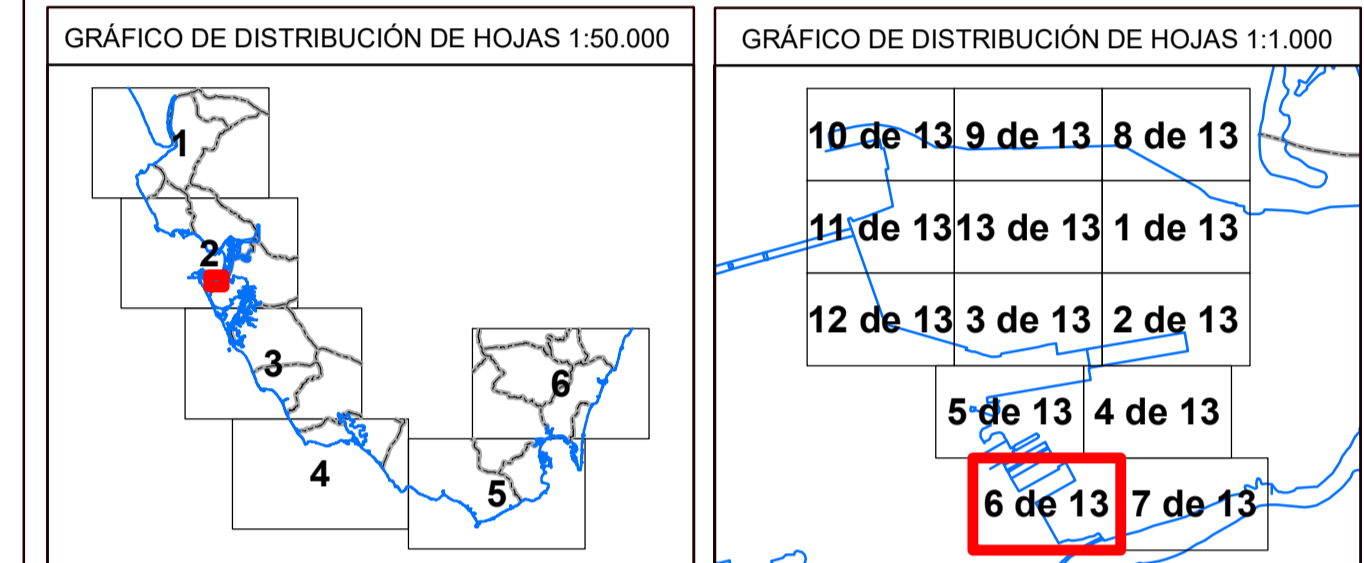 GRÁFICO DE DISTRIBUCIÓN DE HOJAS 1:50.000
1
2
3
4
5
6
GRÁFICO DE DISTRIBUCIÓN DE HOJAS 1:1.000
10 de 13 9 de 13 8 de 13
11 de 13 13 de 13 1 de 13
12 de 13 3 de 13 2 de 13
5 de 13 4 de 13
6 de 13 7 de 13